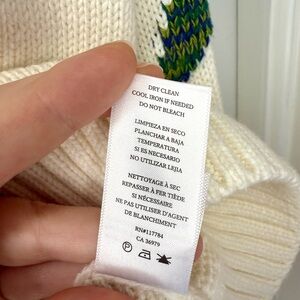 DRY CLEAN
COOL IRON IF NEEDED
DO NOT BLEACH
LIMPIEZA EN SECO
PLANCHAR A BAJA
TEMPERATURA
SI ES NECESARIO
NO UTILIZAR LEJIA
NETTOYAGE À SEC
REPASSER À FER TIÈDE
SI NÉCESSAIRE
NE PAS UTILISER D'AGENT
DE BLANCHIMENT
RN#117784
CA 36979
P